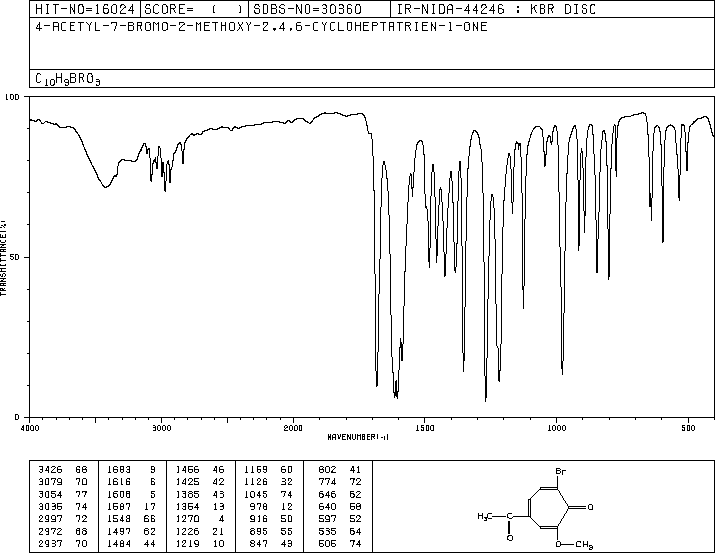 HIT-NO=16024 SCORE= ( ) SDBS-NO=30360 IR-NIDA-44246 : KBR DISC
4-ACETYL-7-BROMO-2-METHOXY-2,4,6-CYCLOHEPTATRIEN-1-ONE
C10H9BRO3
100
50
0
TRANSMITTANCE(%)
4000 3000 2000 1500 1000 500
WAVENUMBER(-1)
3426 68 1683 9 1456 46 1169 60 802 41
3079 70 1616 6 1425 42 1126 32 774 72
3054 77 1608 5 1385 43 1045 74 646 62
3035 74 1587 17 1354 13 978 12 640 58
2997 72 1548 66 1270 4 916 50 597 52
2972 68 1497 62 1226 21 895 55 535 64
2937 70 1484 44 1219 10 847 43 505 74
Br
H3C C O
O O CH3